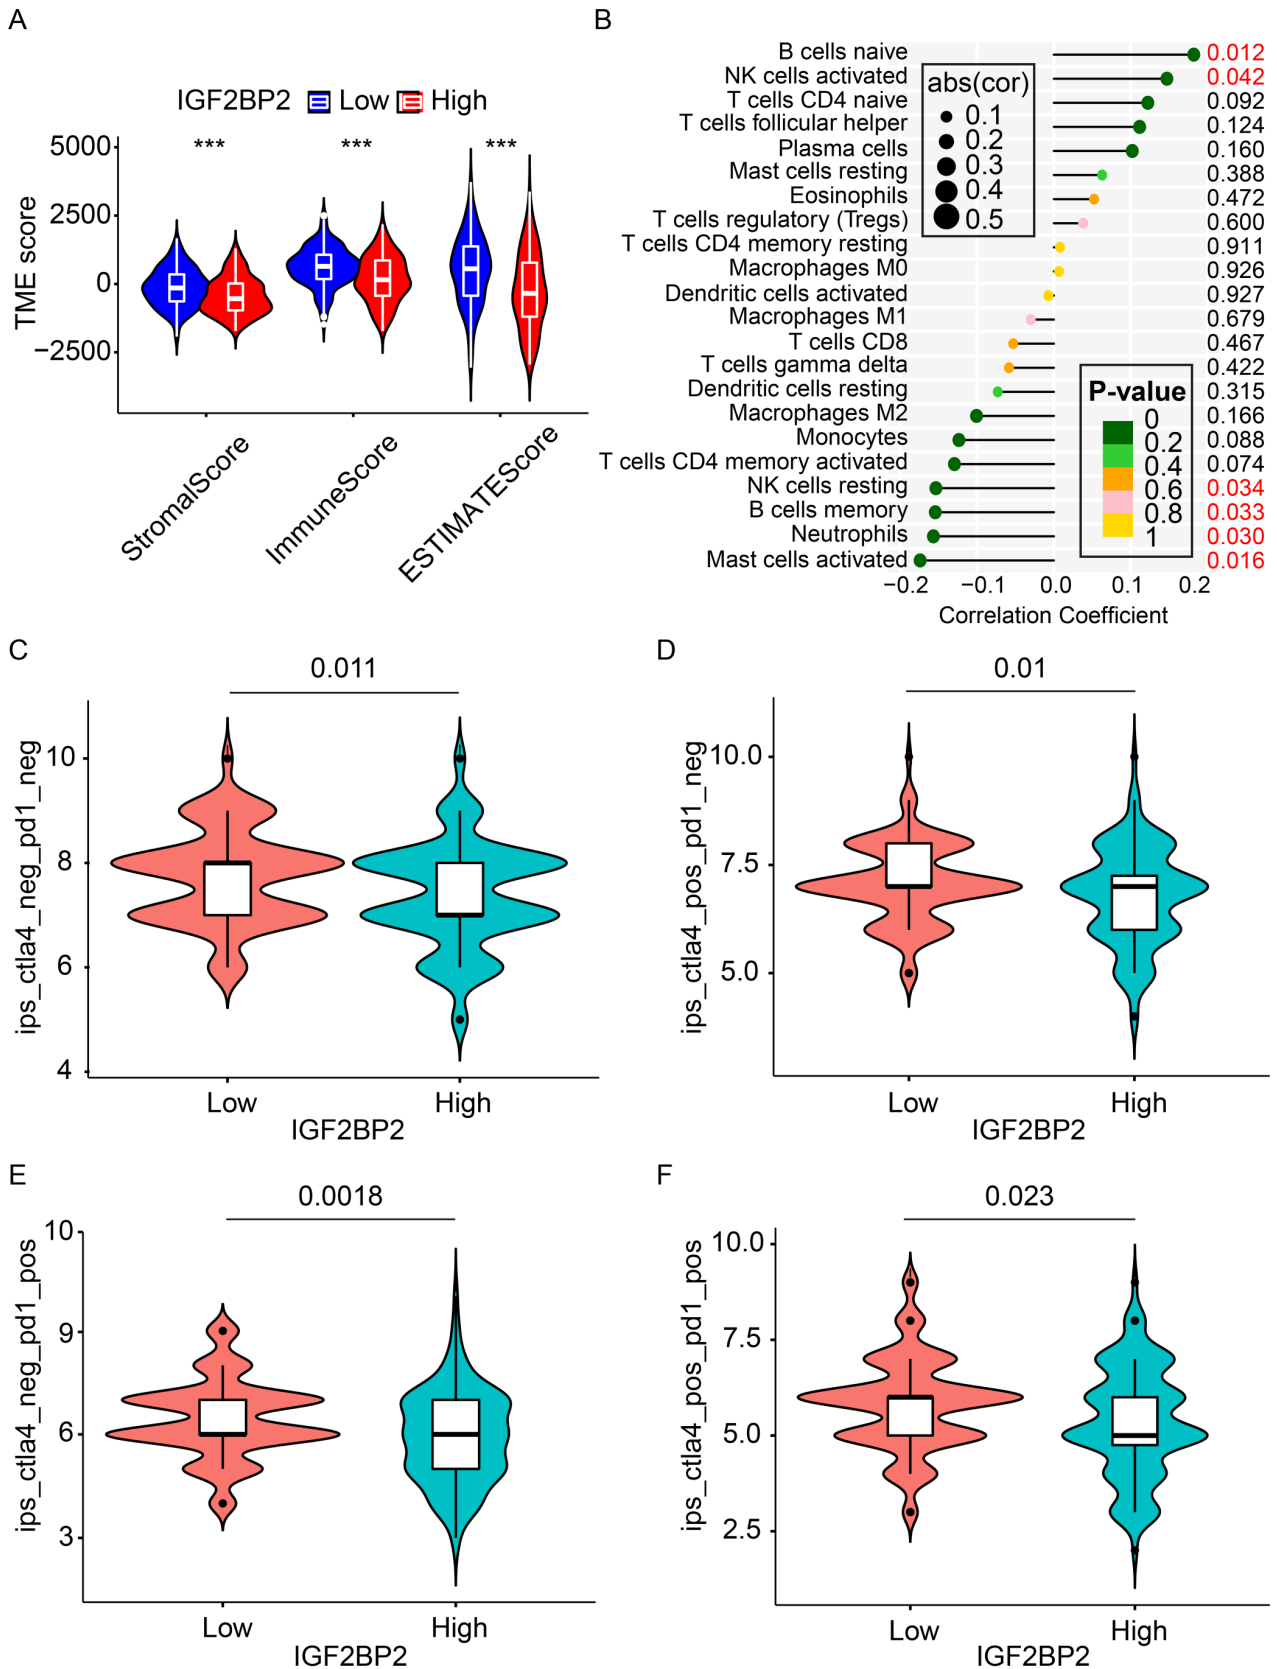 A
IGF2BP2 Low High
TME score
5000
2500
0
−2500
*** *** ***
StromalScore
ImmuneScore
ESTIMATEScore
B
B cells naive 0.012
NK cells activated 0.042
T cells CD4 naive 0.092
T cells follicular helper 0.124
Plasma cells 0.160
Mast cells resting 0.388
Eosinophils 0.472
T cells regulatory (Tregs) 0.600
T cells CD4 memory resting 0.911
Macrophages M0 0.926
Dendritic cells activated 0.927
Macrophages M1 0.679
T cells CD8 0.467
T cells gamma delta 0.422
Dendritic cells resting 0.315
Macrophages M2 0.166
Monocytes 0.088
T cells CD4 memory activated 0.074
NK cells resting 0.034
B cells memory 0.033
Neutrophils 0.030
Mast cells activated 0.016
−0.2 −0.1 0.0 0.1 0.2
Correlation Coefficient
abs(cor)
0.1
0.2
0.3
0.4
0.5
P-value
0
0.2
0.4
0.6
0.8
1
C
0.011
ips_ctla4_neg_pd1_neg
10
8
6
4
Low High
IGF2BP2
D
0.01
ips_ctla4_pos_pd1_neg
10.0
7.5
5.0
Low High
IGF2BP2
E
0.0018
ips_ctla4_neg_pd1_pos
10
9
6
3
Low High
IGF2BP2
F
0.023
ips_ctla4_pos_pd1_pos
10.0
7.5
5.0
2.5
Low High
IGF2BP2